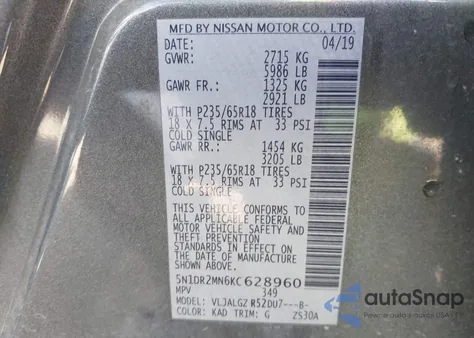 MFD BY NISSAN MOTOR CO., LTD.
DATE: 04/19
GVWR: 2715 KG
5986 LB
GAWR FR.: 1325 KG
2921 LB
WITH P235/65R18 TIRES
18 X 7.5 RIMS AT 33 PSI
COLD SINGLE
GAWR RR.: 1454 KG
3205 LB
WITH P235/65R18 TIRES
18 X 7.5 RIMS AT 33 PSI
COLD SINGLE
THIS VEHICLE CONFORMS TO
ALL APPLICABLE FEDERAL
MOTOR VEHICLE SAFETY AND
THEFT PREVENTION
STANDARDS IN EFFECT ON
THE DATE OF MANUFACTURE
SHOWN ABOVE.
5N1DR2MN6KC628960
MPV 349
MODEL: VLJALGZ R52DU7---B-
COLOR: KAD TRIM: G ZS30A
autoSnap
AUTO AUCTIONS